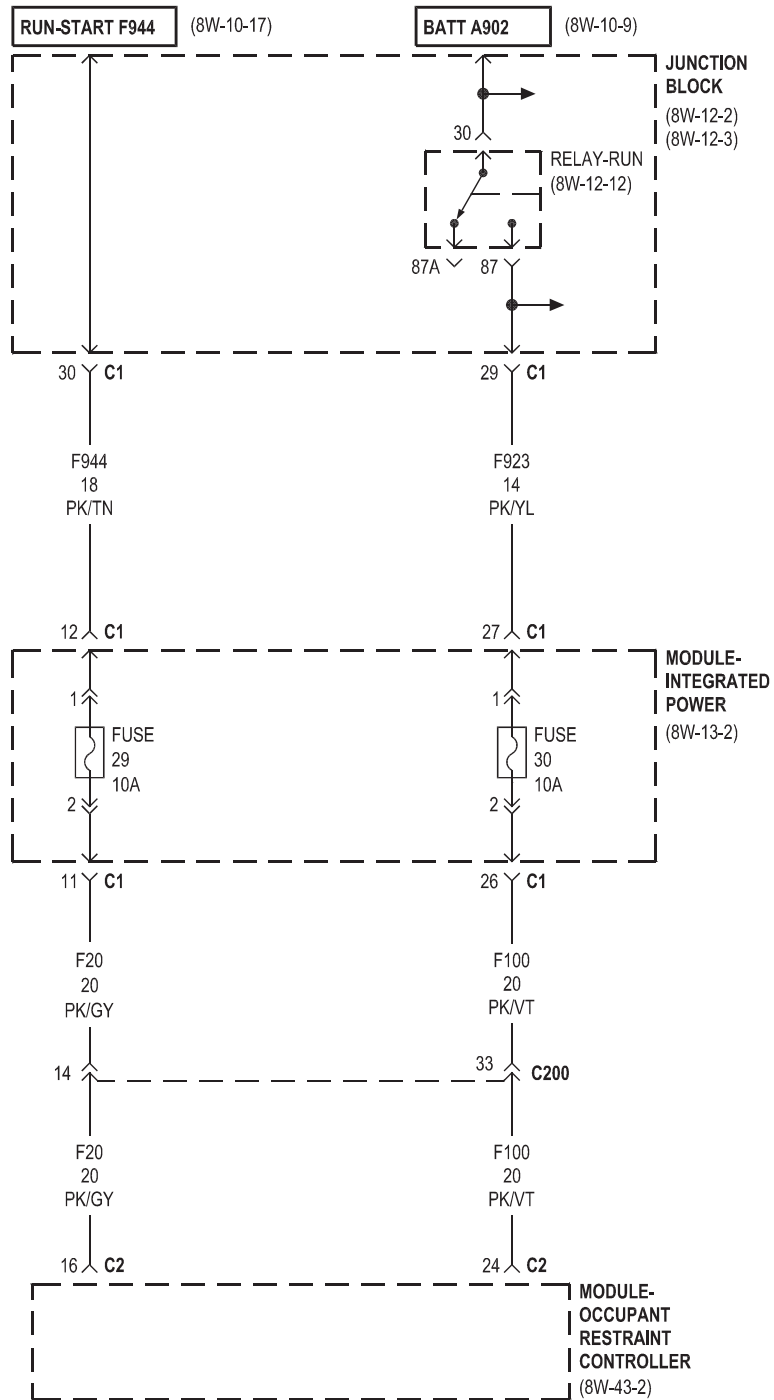 RUN-START F944 (8W-10-17)
BATT A902 (8W-10-9)
JUNCTION
BLOCK
(8W-12-2)
(8W-12-3)
30
RELAY-RUN
(8W-12-12)
87A 87
30 C1
29 C1
F944
18
PK/TN
F923
14
PK/YL
12 C1
27 C1
MODULE-
INTEGRATED
POWER
(8W-13-2)
1
FUSE
29
10A
2
1
FUSE
30
10A
2
11 C1
26 C1
F20
20
PK/GY
F100
20
PK/VT
14
33 C200
F20
20
PK/GY
F100
20
PK/VT
16 C2
24 C2
MODULE-
OCCUPANT
RESTRAINT
CONTROLLER
(8W-43-2)